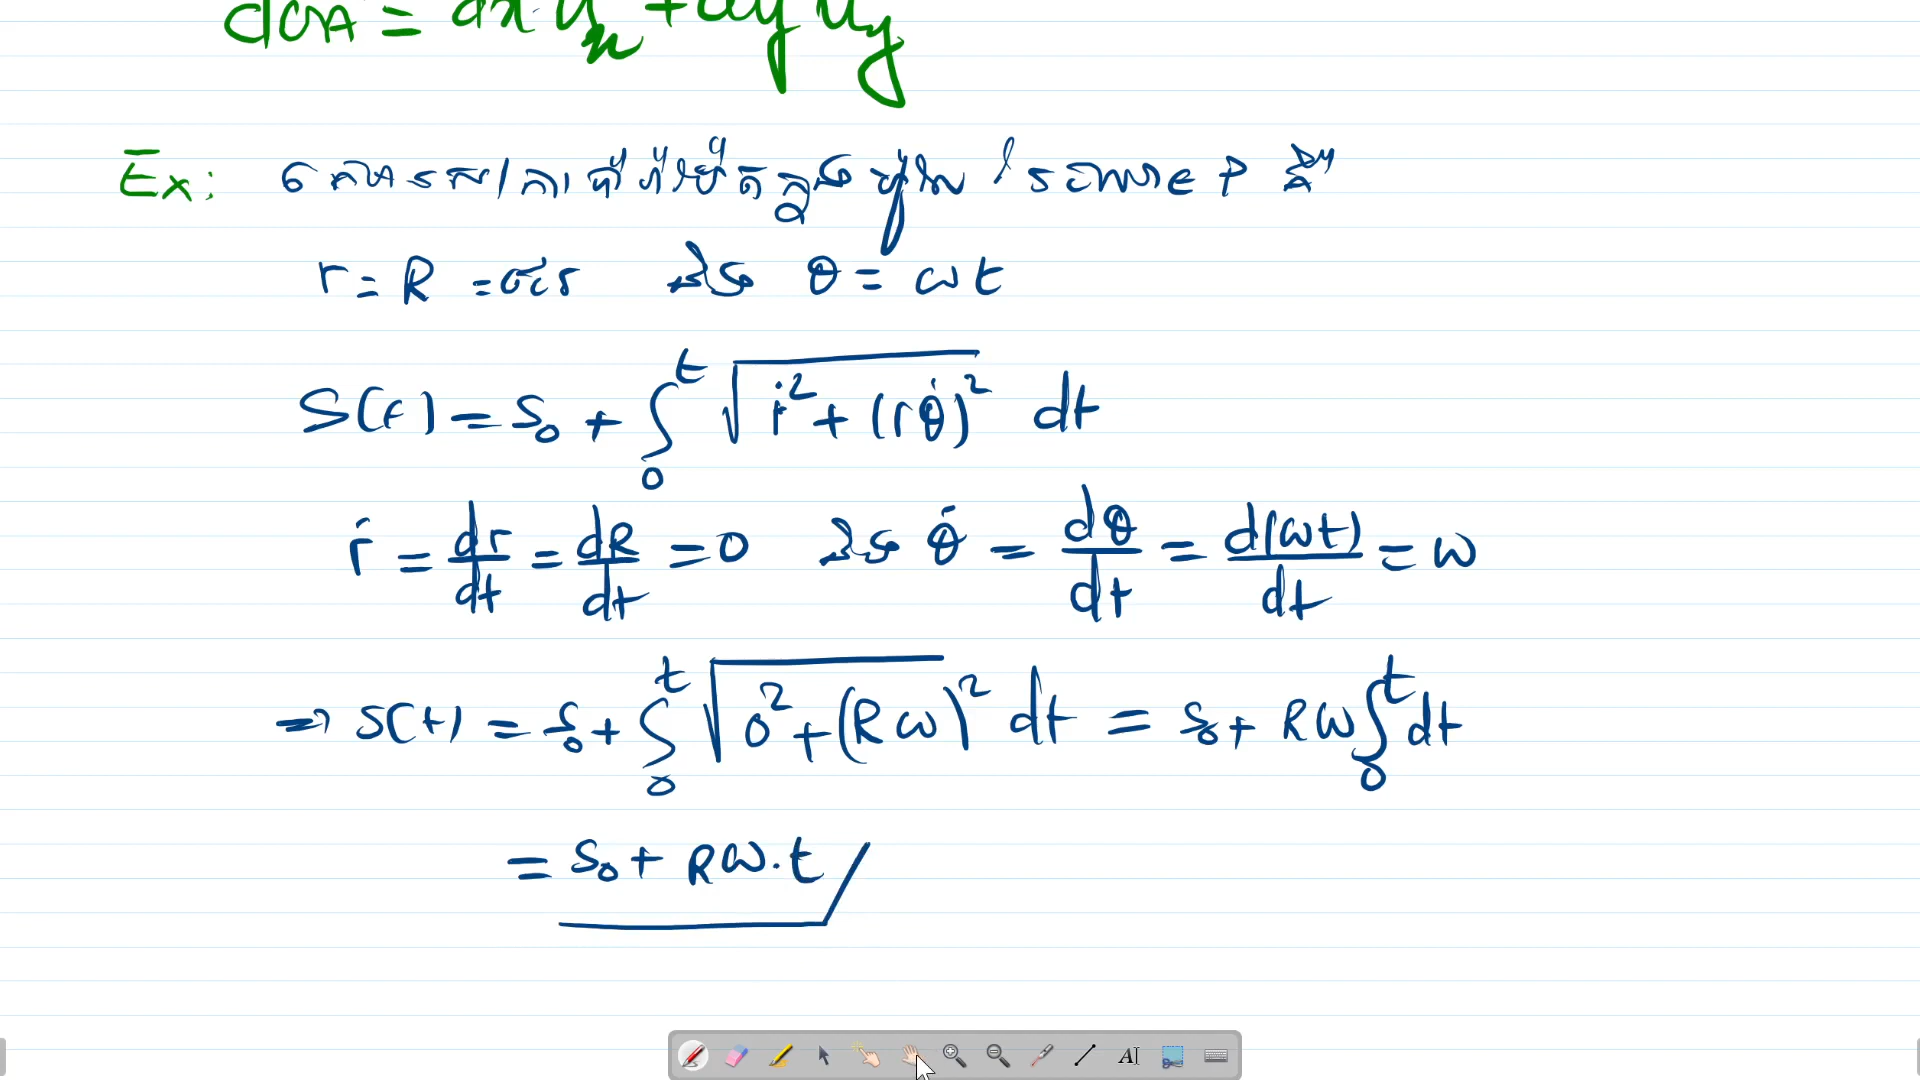 dOA = dx u_x + dy u_y
Ex:
r = R = ថេរ និង θ = ωt
S(t) = S₀ + ∫₀ᵗ √(ṙ² + (rθ̇)²) dt
ṙ = dr/dt = dR/dt = 0 និង θ̇ = dθ/dt = d(ωt)/dt = ω
⇒ S(t) = S₀ + ∫₀ᵗ √(0² + (Rω)²) dt = S₀ + Rω ∫₀ᵗ dt
= S₀ + Rω.t